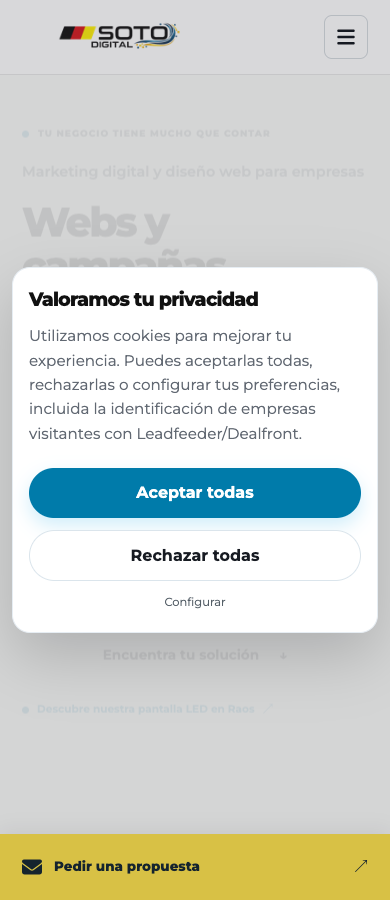 SOTO
DIGITAL
TU NEGOCIO TIENE MUCHO QUE CONTAR
Marketing digital y diseño web para empresas
Webs y
campañas
Valoramos tu privacidad
Utilizamos cookies para mejorar tu
experiencia. Puedes aceptarlas todas,
rechazarlas o configurar tus preferencias,
incluida la identificación de empresas
visitantes con Leadfeeder/Dealfront.
Aceptar todas
Rechazar todas
Configurar
Encuentra tu solución
Descubre nuestra pantalla LED en Raos
Pedir una propuesta